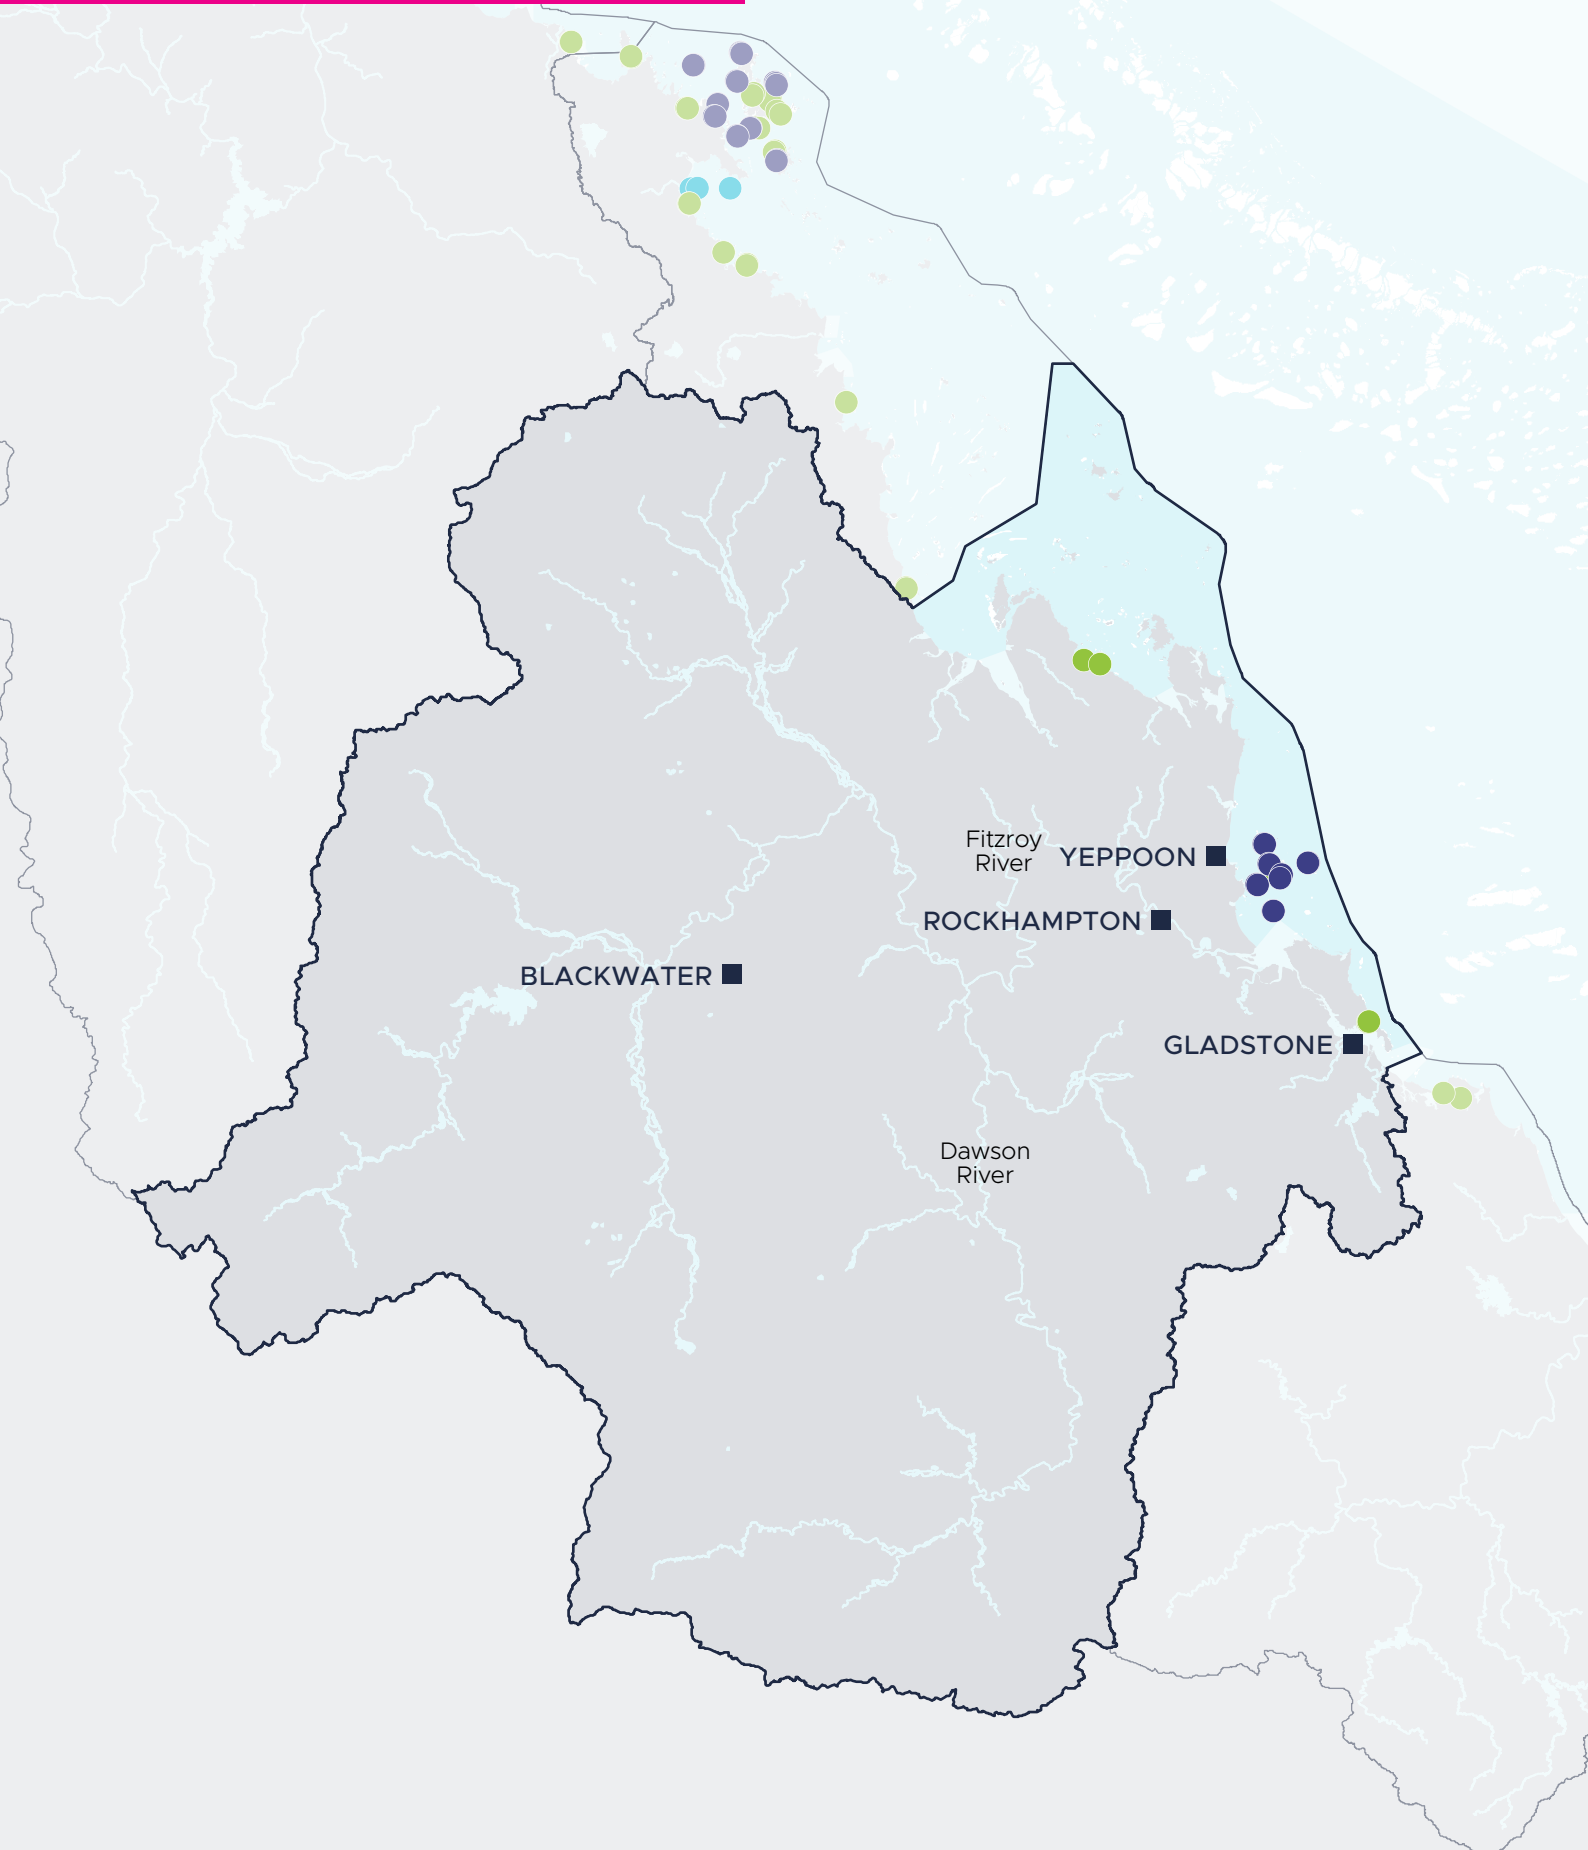 Fitzroy
River
YEPPOON
ROCKHAMPTON
BLACKWATER
GLADSTONE
Dawson
River